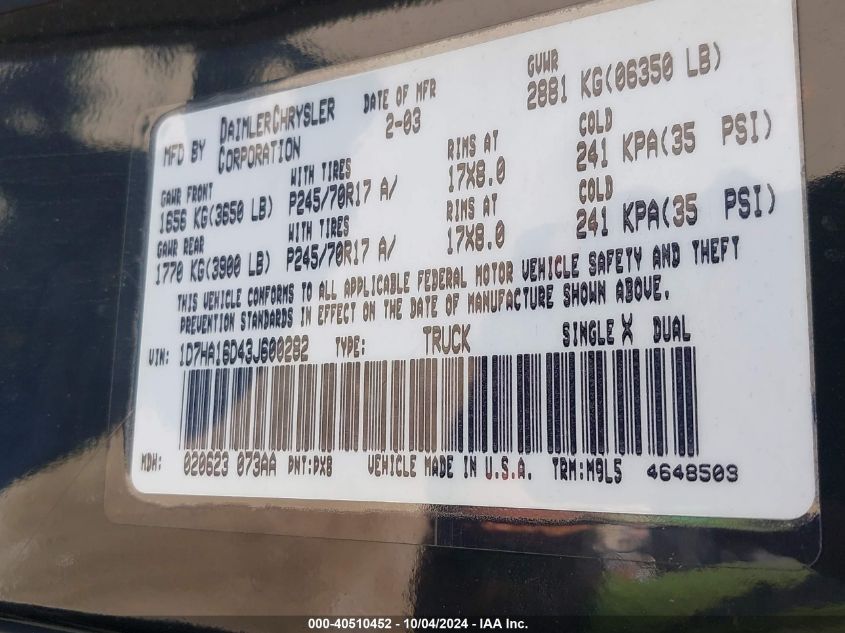 MFD BY DAIMLERCHRYSLER CORPORATION DATE OF MFR 2-03 GVWR 2881 KG(06350 LB)
GAWR FRONT WITH TIRES RIMS AT COLD
1656 KG(3650 LB) P245/70R17 A/ 17X8.0 241 KPA(35 PSI)
GAWR REAR WITH TIRES RIMS AT COLD
1770 KG(3900 LB) P245/70R17 A/ 17X8.0 241 KPA(35 PSI)
THIS VEHICLE CONFORMS TO ALL APPLICABLE FEDERAL MOTOR VEHICLE SAFETY AND THEFT
PREVENTION STANDARDS IN EFFECT ON THE DATE OF MANUFACTURE SHOWN ABOVE.
VIN: 1D7HA16D43J600282 TYPE: TRUCK SINGLE X DUAL
MDH: 020623 073AA PNT:DX8 VEHICLE MADE IN U.S.A. TRM:M9L5 4648503
000-40510452 - 10/04/2024 - IAA Inc.